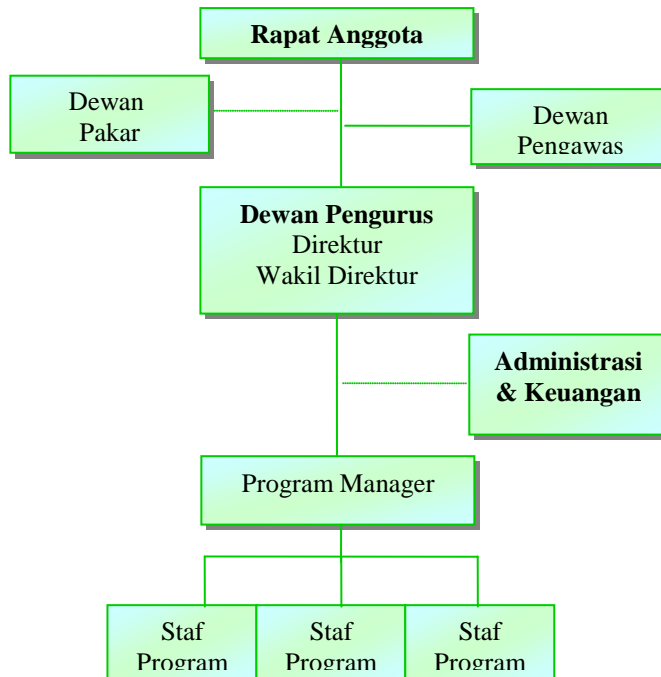 Rapat Anggota
Dewan
Pakar
Dewan
Pengawas
Dewan Pengurus
Direktur
Wakil Direktur
Administrasi
& Keuangan
Program Manager
Staf
Program
Staf
Program
Staf
Program